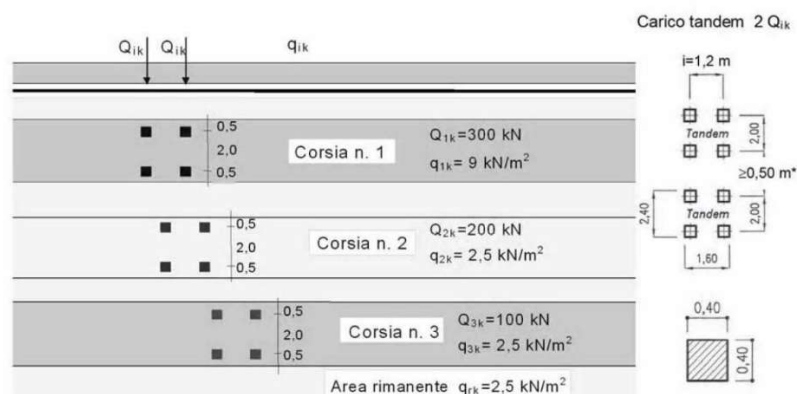 Carico tandem 2 Qik
Qik Qik qik
i=1,2 m
0,5
2,0
0,5
Corsia n. 1
Q1k=300 kN
q1k= 9 kN/m²
Tandem
2,00
≥0,50 m*
0,5
2,0
0,5
Corsia n. 2
Q2k=200 kN
q2k= 2,5 kN/m²
2,40
Tandem
2,00
1,60
0,5
2,0
0,5
Corsia n. 3
Q3k=100 kN
q3k= 2,5 kN/m²
0,40
0,40
Area rimanente qrk=2,5 kN/m²